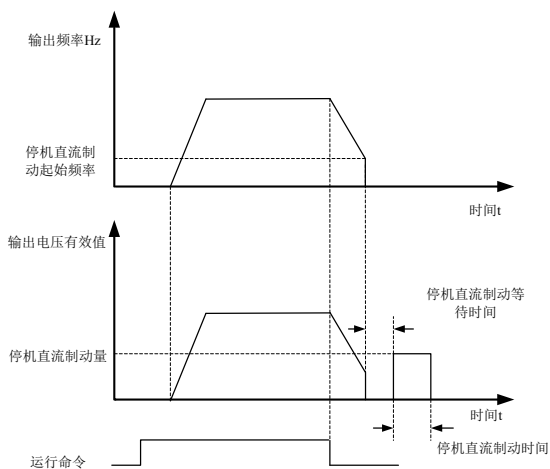 输出频率Hz
停机直流制
动起始频率
时间t
输出电压有效值
停机直流制动等
待时间
停机直流制动量
时间t
停机直流制动时间
运行命令